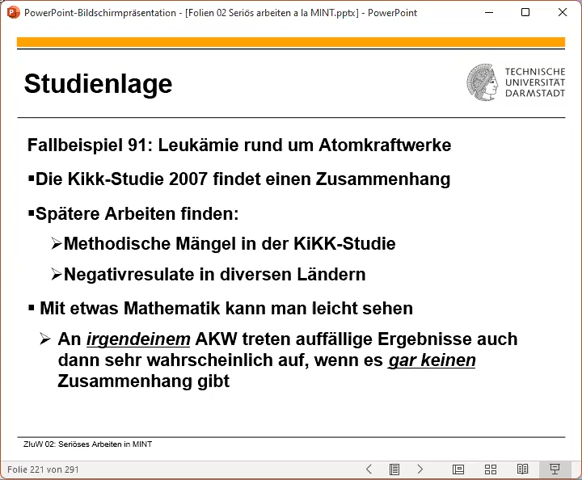 PowerPoint-Bildschirmpräsentation - [Folien 02 Seriös arbeiten a la MINT.pptx] - PowerPoint
Studienlage
TECHNISCHE
UNIVERSITÄT
DARMSTADT
Fallbeispiel 91: Leukämie rund um Atomkraftwerke
▪Die Kikk-Studie 2007 findet einen Zusammenhang
▪Spätere Arbeiten finden:
➢Methodische Mängel in der KiKK-Studie
➢Negativresulate in diversen Ländern
▪ Mit etwas Mathematik kann man leicht sehen
➢ An irgendeinem AKW treten auffällige Ergebnisse auch
dann sehr wahrscheinlich auf, wenn es gar keinen
Zusammenhang gibt
ZIuW 02: Seriöses Arbeiten in MINT
Folie 221 von 291